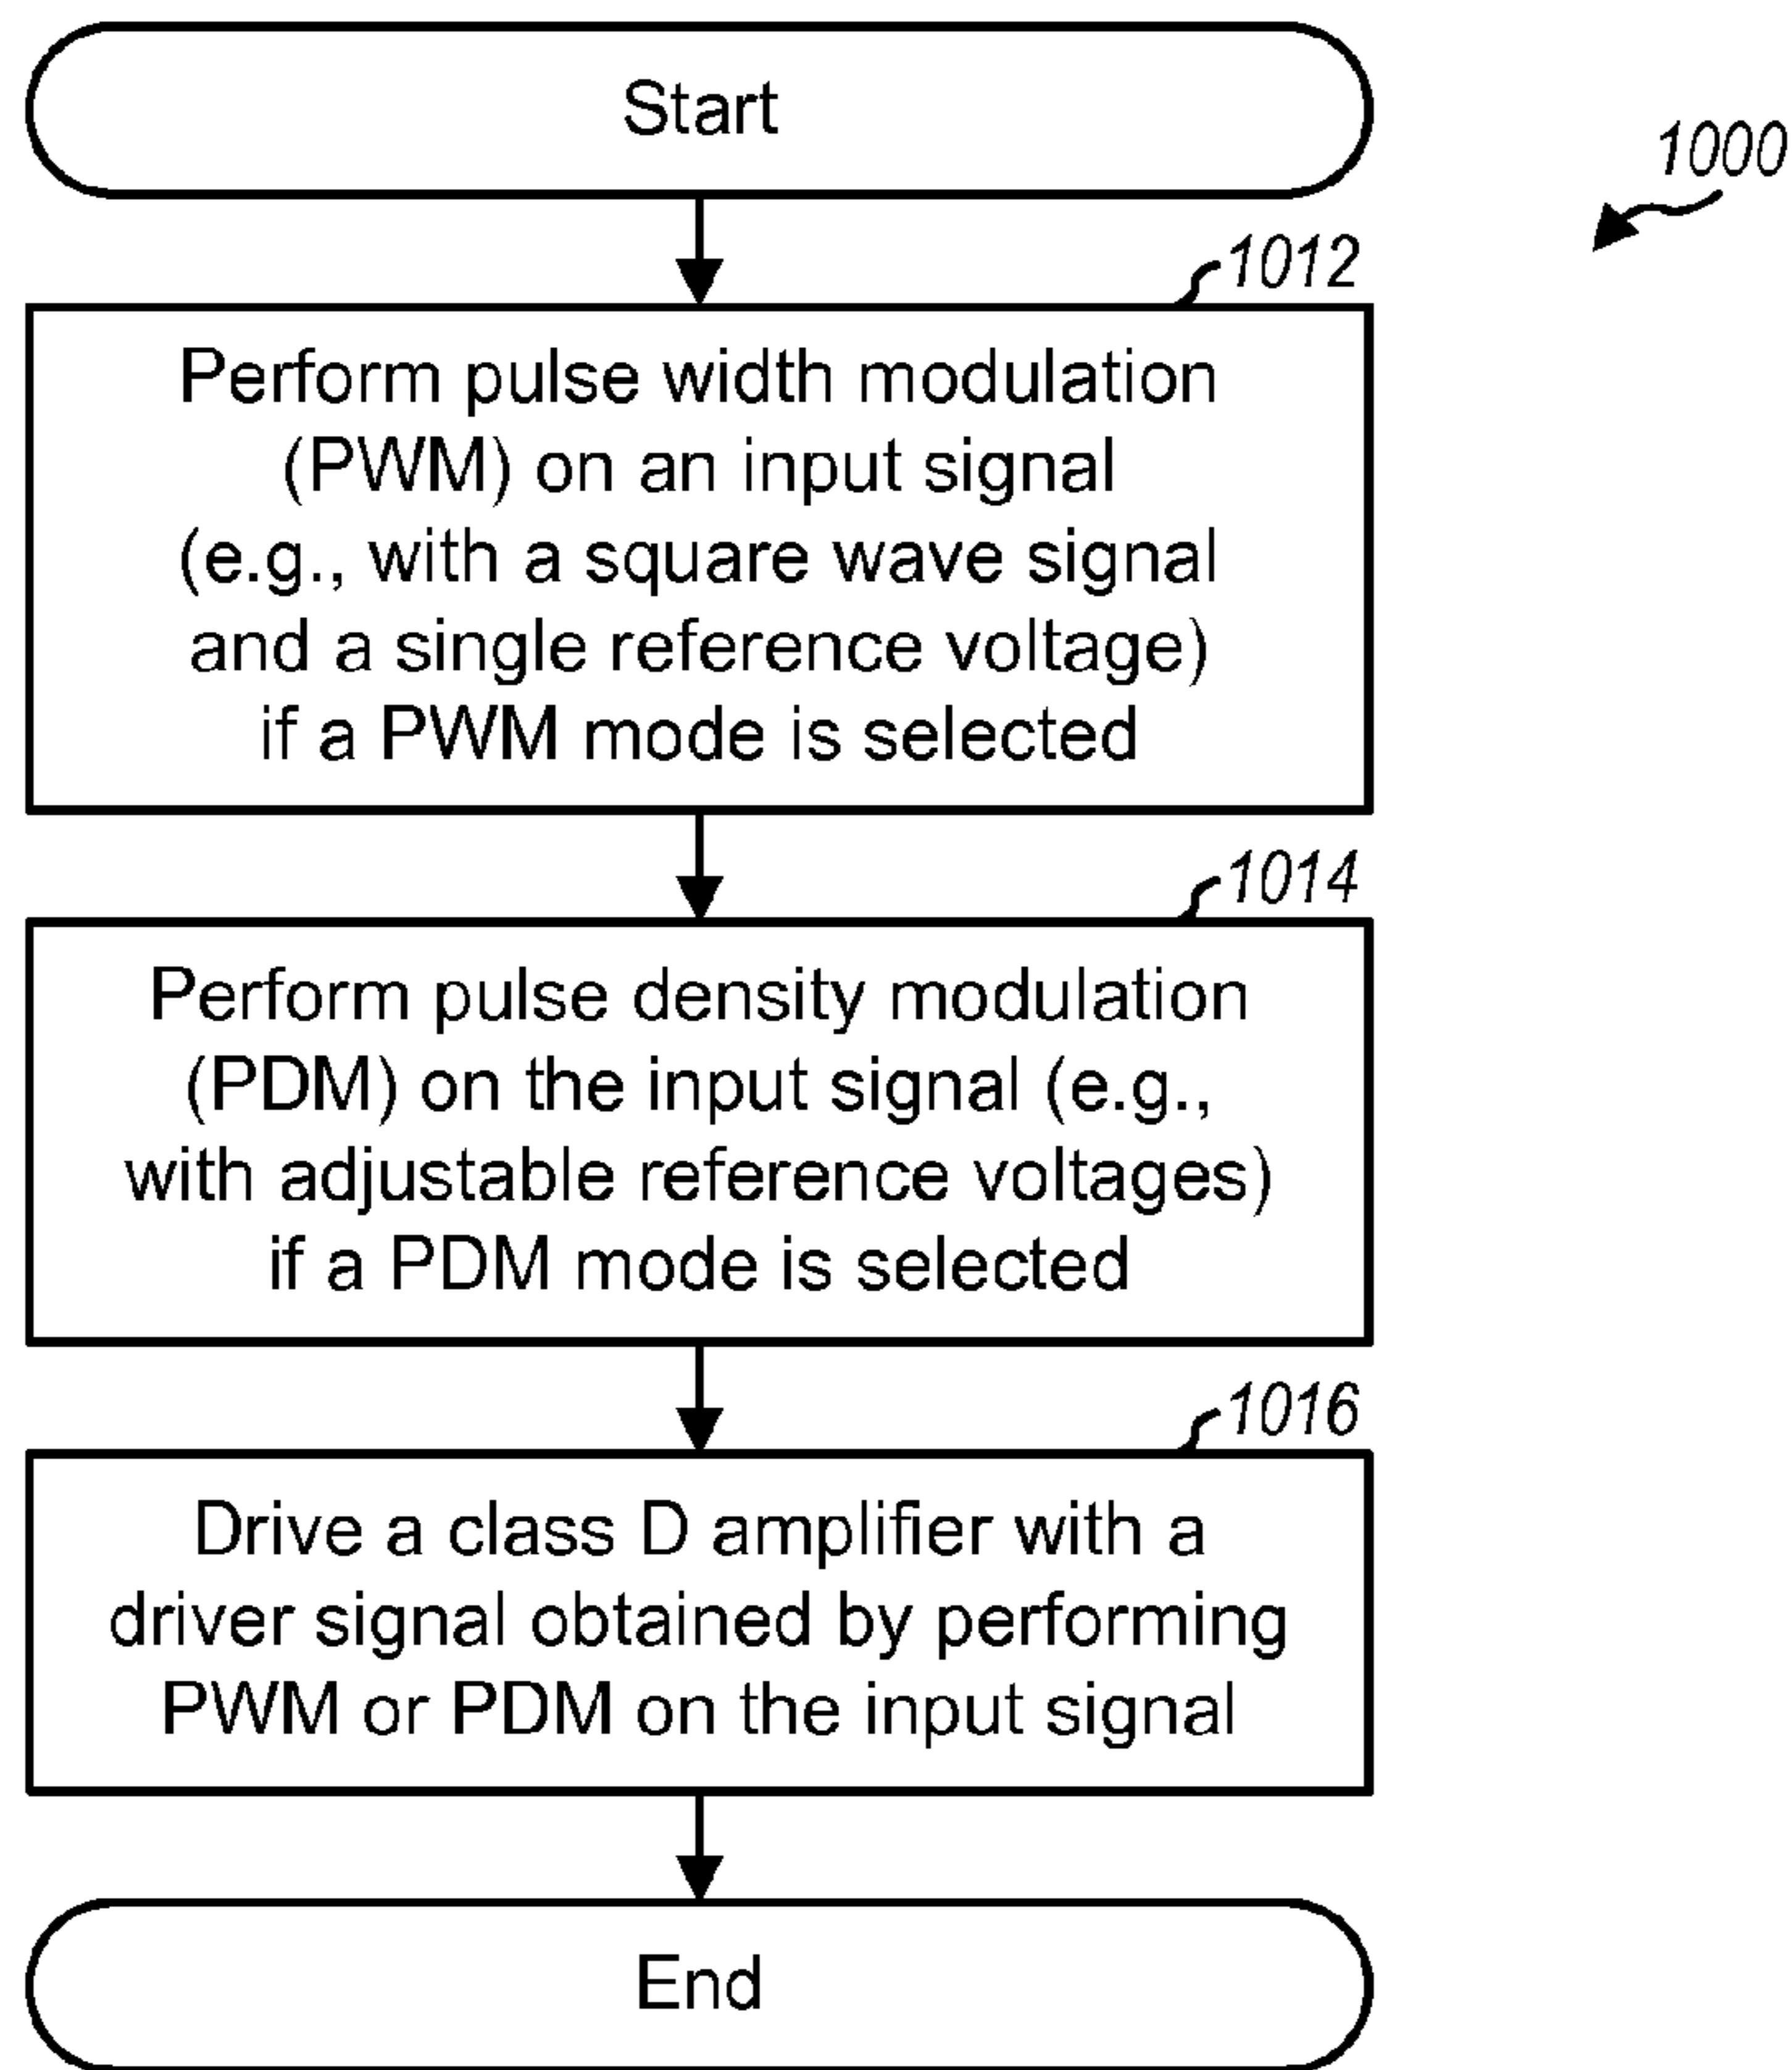 Start
1000
1012
Perform pulse width modulation
(PWM) on an input signal
(e.g., with a square wave signal
and a single reference voltage)
if a PWM mode is selected
1014
Perform pulse density modulation
(PDM) on the input signal (e.g.,
with adjustable reference voltages)
if a PDM mode is selected
1016
Drive a class D amplifier with a
driver signal obtained by performing
PWM or PDM on the input signal
End